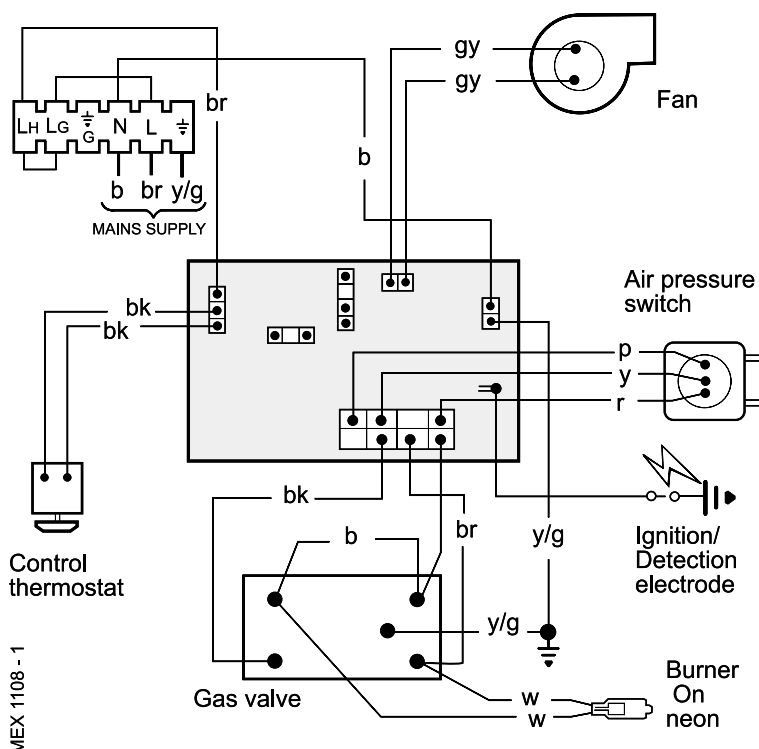 gy
gy
Fan
br
LH LG G N L
b
b br y/g
MAINS SUPPLY
Air pressure
switch
bk
bk
p
y
r
bk
br
y/g
Ignition/
Detection
electrode
b
Control
thermostat
y/g
Gas valve
Burner
On
neon
w
w
MEX 1108 - 1